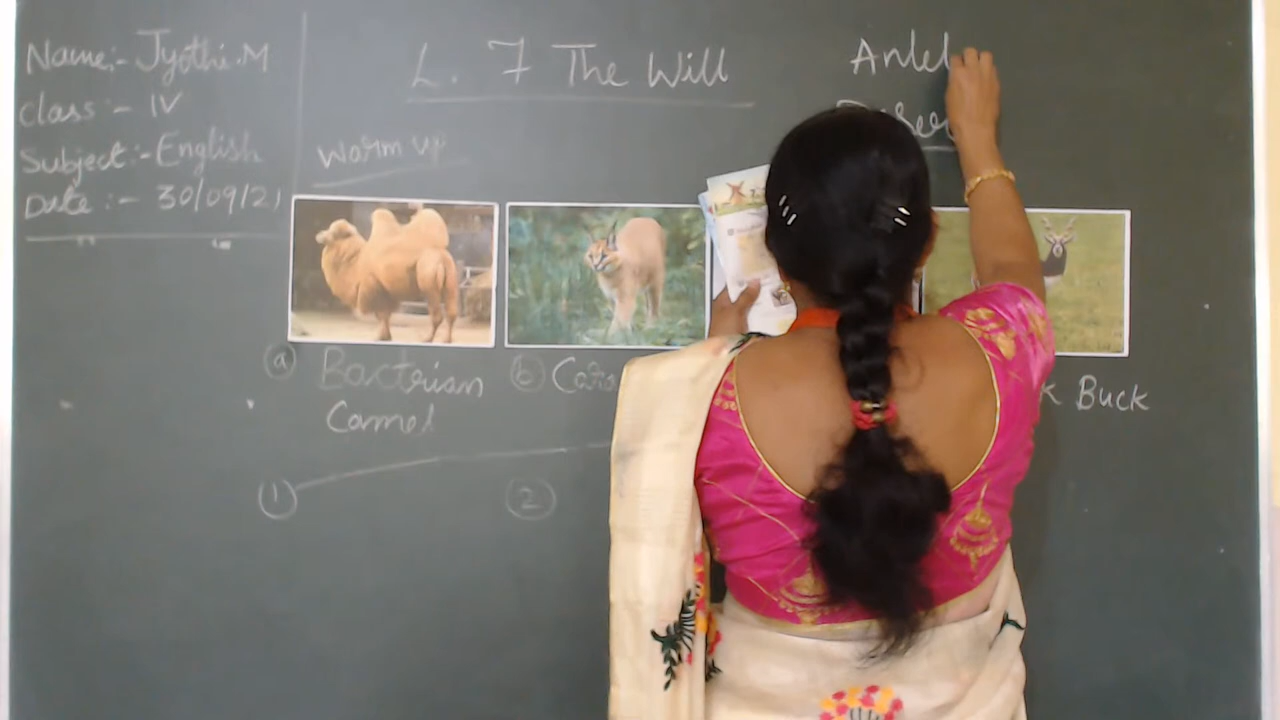 Name:- Jyothi.M
Class :- IV
Subject:- English
Date :- 30/09/21
L. 7 The Will
Warm up
a Bactrian
Camel
b Cara
Buck
1
2